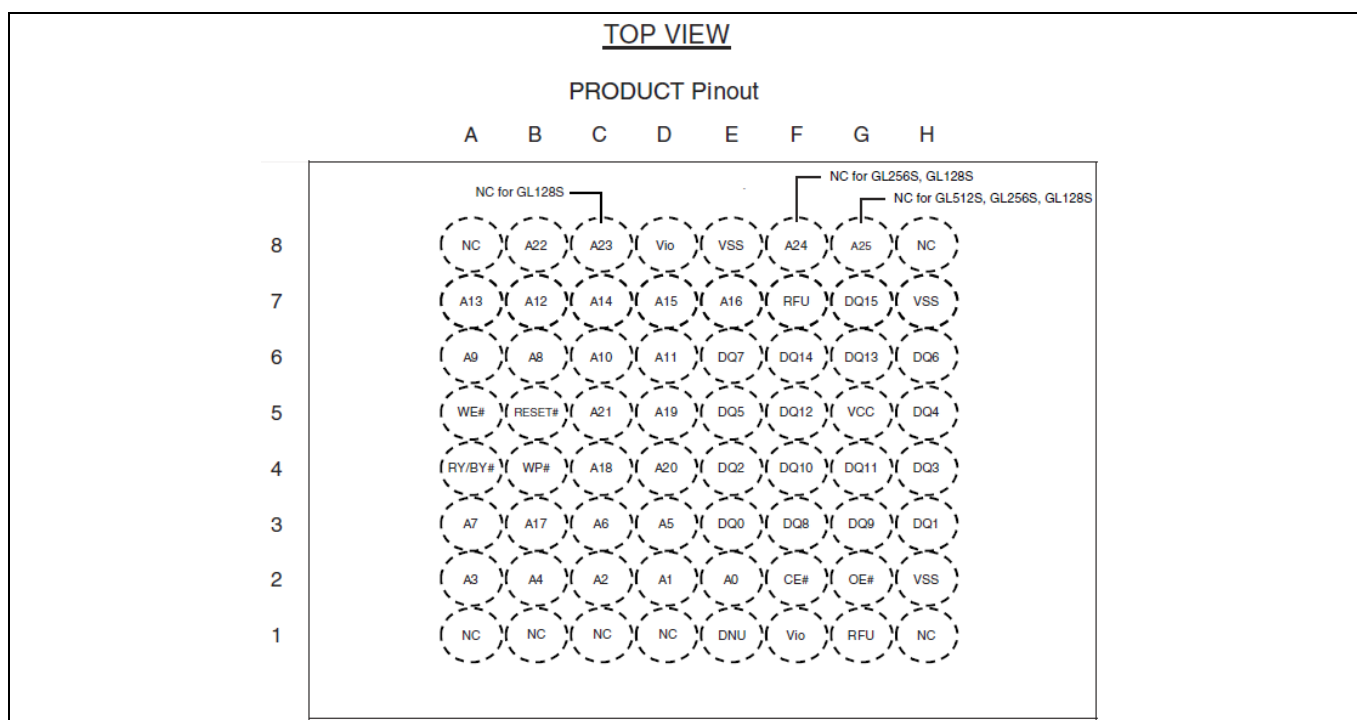 TOP VIEW
PRODUCT Pinout
A B C D E F G H
NC for GL256S, GL128S
NC for GL128S
NC for GL512S, GL256S, GL128S
8 NC A22 A23 Vio VSS A24 A25 NC
7 A13 A12 A14 A15 A16 RFU DQ15 VSS
6 A9 A8 A10 A11 DQ7 DQ14 DQ13 DQ6
5 WE# RESET# A21 A19 DQ5 DQ12 VCC DQ4
4 RY/BY# WP# A18 A20 DQ2 DQ10 DQ11 DQ3
3 A7 A17 A6 A5 DQ0 DQ8 DQ9 DQ1
2 A3 A4 A2 A1 A0 CE# OE# VSS
1 NC NC NC NC DNU Vio RFU NC